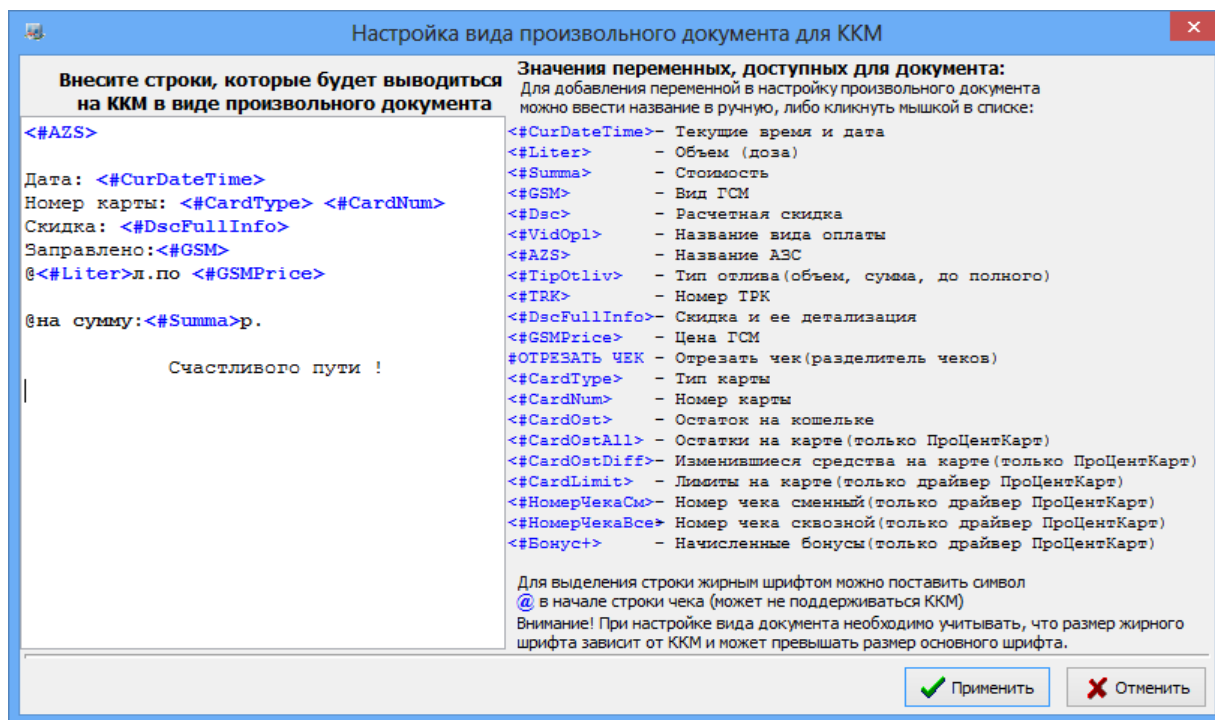 Настройка вида произвольного документа для ККМ
Внесите строки, которые будет выводиться
на ККМ в виде произвольного документа
<#AZS>
Дата: <#CurDateTime>
Номер карты: <#CardType> <#CardNum>
Скидка: <#DscFullInfo>
Заправлено:<#GSM>
@<#Liter>л.по <#GSMPrice>
@на сумму:<#Summa>р.
Счастливого пути !
Значения переменных, доступных для документа:
Для добавления переменной в настройку произвольного документа
можно ввести название в ручную, либо кликнуть мышкой в списке:
<#CurDateTime>- Текущие время и дата
<#Liter> - Объем (доза)
<#Summa> - Стоимость
<#GSM> - Вид ГСМ
<#Dsc> - Расчетная скидка
<#VidOpl> - Название вида оплаты
<#AZS> - Название АЗС
<#TipOtliv> - Тип отлива(объем, сумма, до полного)
<#TRK> - Номер ТРК
<#DscFullInfo>- Скидка и ее детализация
<#GSMPrice> - Цена ГСМ
#ОТРЕЗАТЬ ЧЕК - Отрезать чек(разделитель чеков)
<#CardType> - Тип карты
<#CardNum> - Номер карты
<#CardOst> - Остаток на кошельке
<#CardOstAll> - Остатки на карте(только ПроЦентКарт)
<#CardOstDiff>- Изменившиеся средства на карте(только ПроЦентКарт)
<#CardLimit> - Лимиты на карте(только драйвер ПроЦентКарт)
<#НомерЧекаСм>- Номер чека сменный(только драйвер ПроЦентКарт)
<#НомерЧекаВсе> Номер чека сквозной(только драйвер ПроЦентКарт)
<#Бонус+> - Начисленные бонусы(только драйвер ПроЦентКарт)
Для выделения строки жирным шрифтом можно поставить символ
@ в начале строки чека (может не поддерживаться ККМ)
Внимание! При настройке вида документа необходимо учитывать, что размер жирного
шрифта зависит от ККМ и может превышать размер основного шрифта.
Применить
Отменить